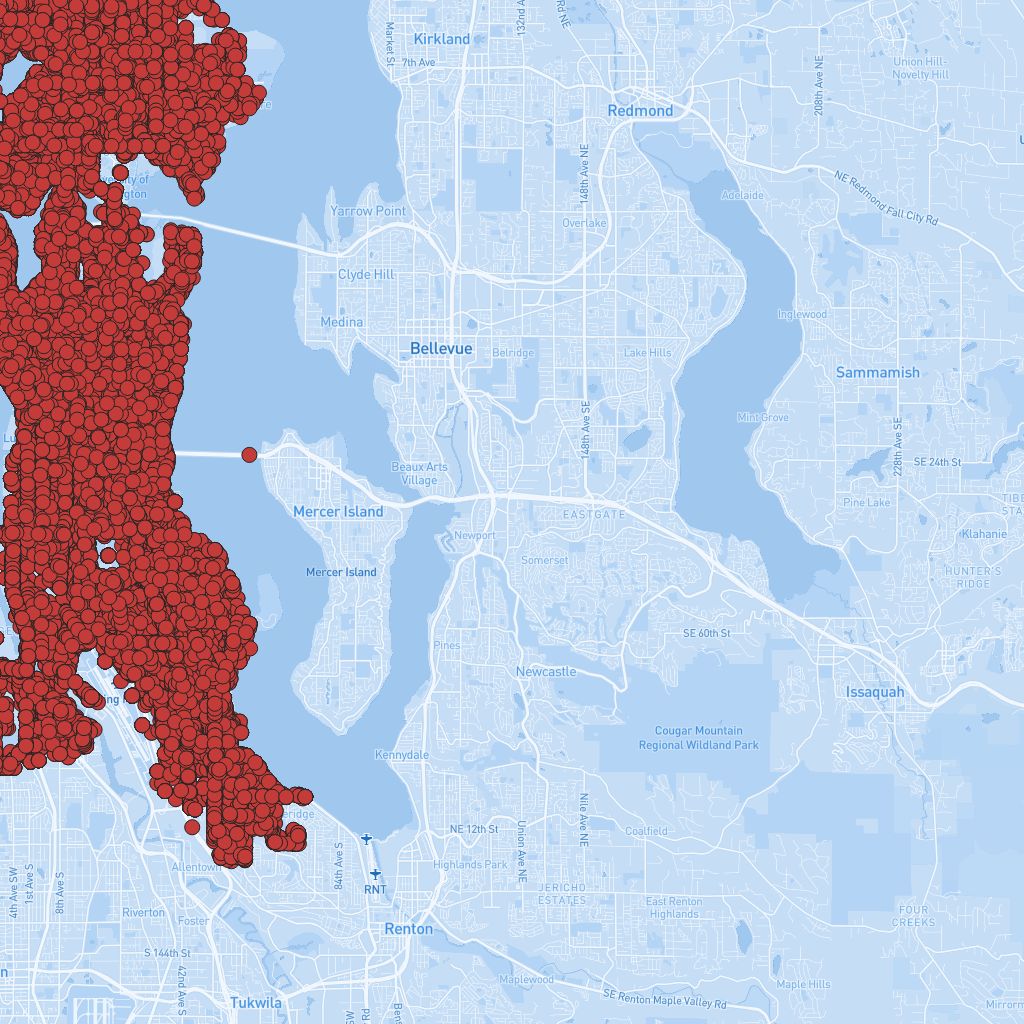 Market St
132nd A
Rd NE
Kirkland
7th Ave
208th Ave NE
Union Hill-
Novelty Hill
Redmond
148th Ave NE
Adelaide
NE Redmond Fall City Rd
Yarrow Point
Overlake
Clyde Hill
Inglewood
Medina
Bellevue
Belridge
Lake Hills
Sammamish
Mint Grove
148th Ave SE
228th Ave SE
SE 24th St
Beaux Arts
Village
Mercer Island
EASTGATE
Pine Lake
Klahanie
Newport
Somerset
Mercer Island
HUNTER'S
RIDGE
SE 60th St
Pines
Newcastle
Issaquah
Cougar Mountain
Regional Wildland Park
Kennydale
NE 12th St
Union Ave NE
Nile Ave NE
Coalfield
84th Ave S
Allentown
Highlands Park
4th Ave SW
1st Ave S
8th Ave S
RNT
JERICHO
ESTATES
East Renton
Highlands
Riverton
Foster
FOUR
CREEKS
Renton
S 144th St
42nd Ave S
Maplewood
Maple Hills
SE Renton Maple Valley Rd
Tukwila